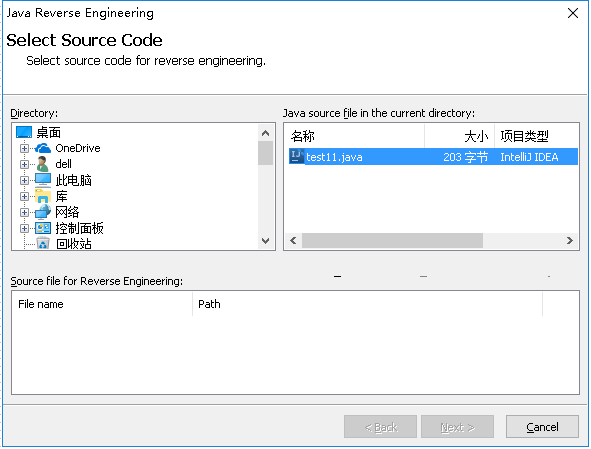 Java Reverse Engineering
Select Source Code
Select source code for reverse engineering.
Directory:
桌面
OneDrive
dell
此电脑
库
网络
控制面板
回收站
Java source file in the current directory:
名称 大小 项目类型
test11.java 203 字节 IntelliJ IDEA
Source file for Reverse Engineering:
File name Path
< Back Next > Cancel